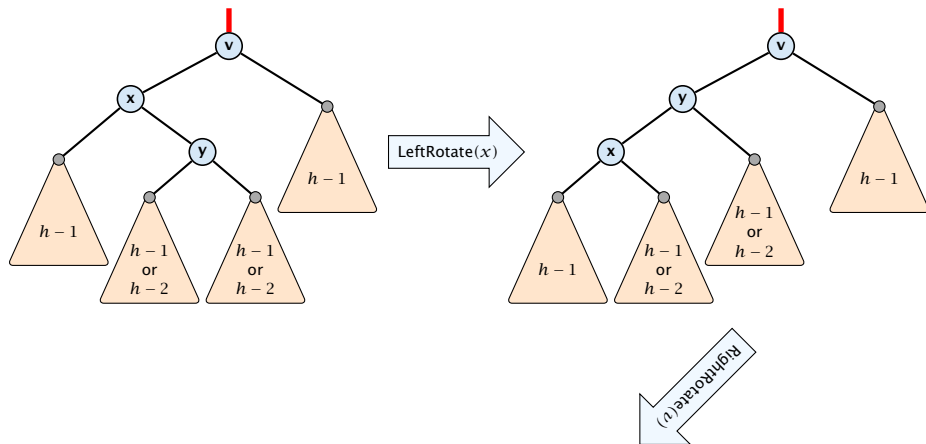 v
x
y
h − 1
h − 1
h − 1
or
h − 2
h − 1
or
h − 2
LeftRotate(x)
v
y
x
h − 1
h − 1
or
h − 2
h − 1
h − 1
or
h − 2
RightRotate(v)